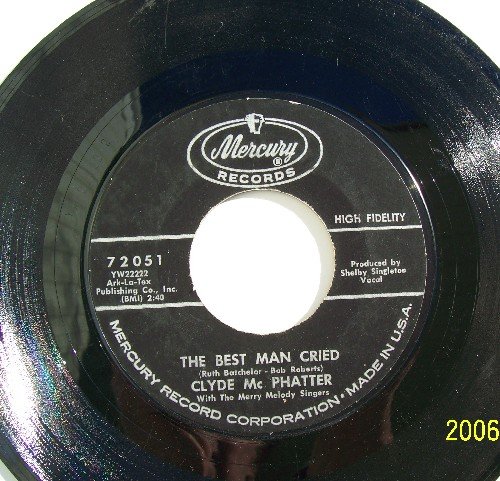 Mercury
®
RECORDS
HIGH FIDELITY
72051
YW22222
Ark-La-Tex
Publishing Co., Inc.
(BMI) 2:40
Produced by
Shelby Singleton
Vocal
THE BEST MAN CRIED
(Ruth Batchelor - Bob Roberts)
CLYDE Mc PHATTER
With The Merry Melody Singers
MERCURY RECORD CORPORATION • MADE IN U.S.A.
2006